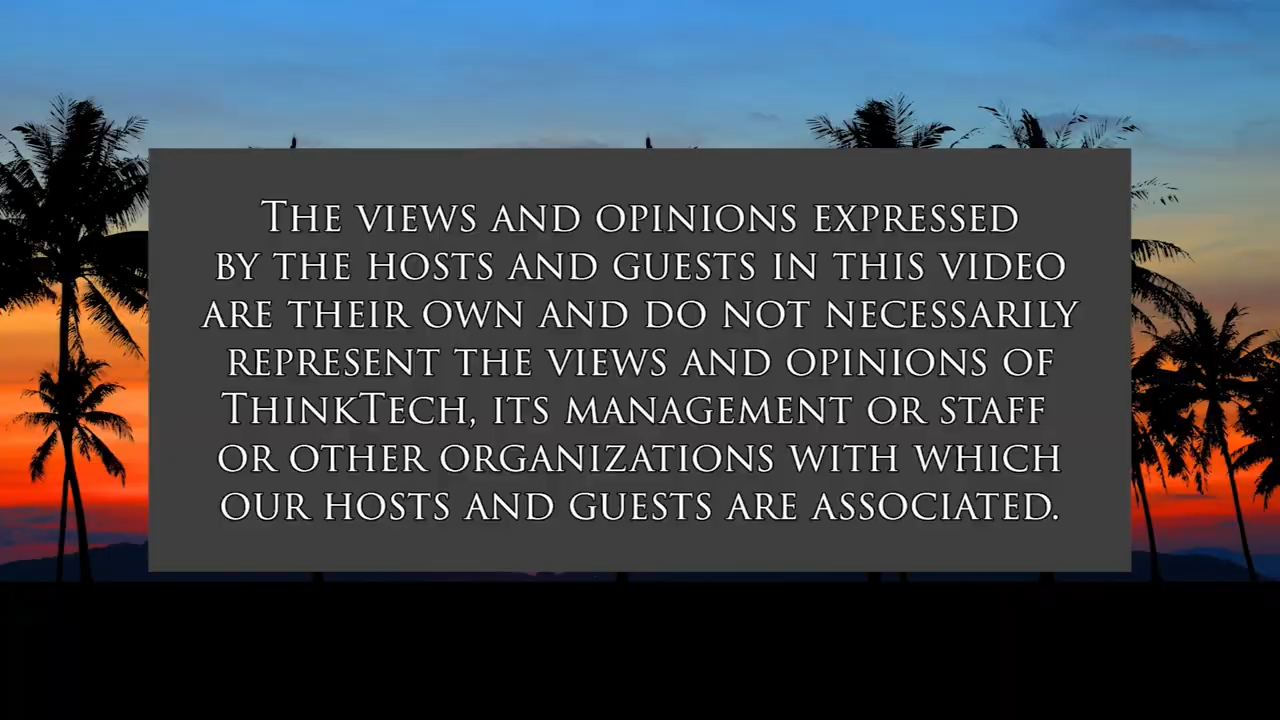 The views and opinions expressed
by the hosts and guests in this video
are their own and do not necessarily
represent the views and opinions of
ThinkTech, its management or staff
or other organizations with which
our hosts and guests are associated.